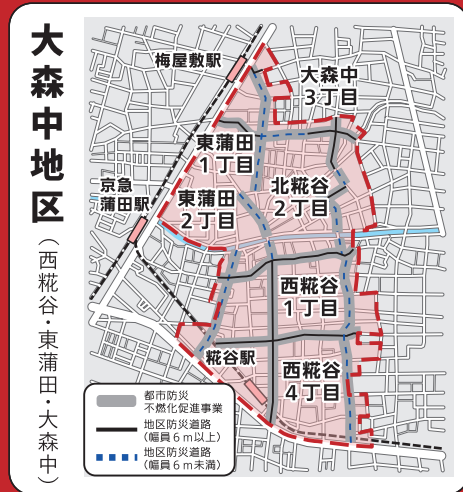 大森中地区
（西糀谷・東蒲田・大森中）
梅屋敷駅
大森中
3丁目
東蒲田
1丁目
京急
蒲田駅
東蒲田
2丁目
北糀谷
2丁目
西糀谷
1丁目
糀谷駅
西糀谷
4丁目
都市防災
不燃化促進事業
地区防災道路
（幅員6m以上）
地区防災道路
（幅員6m未満）